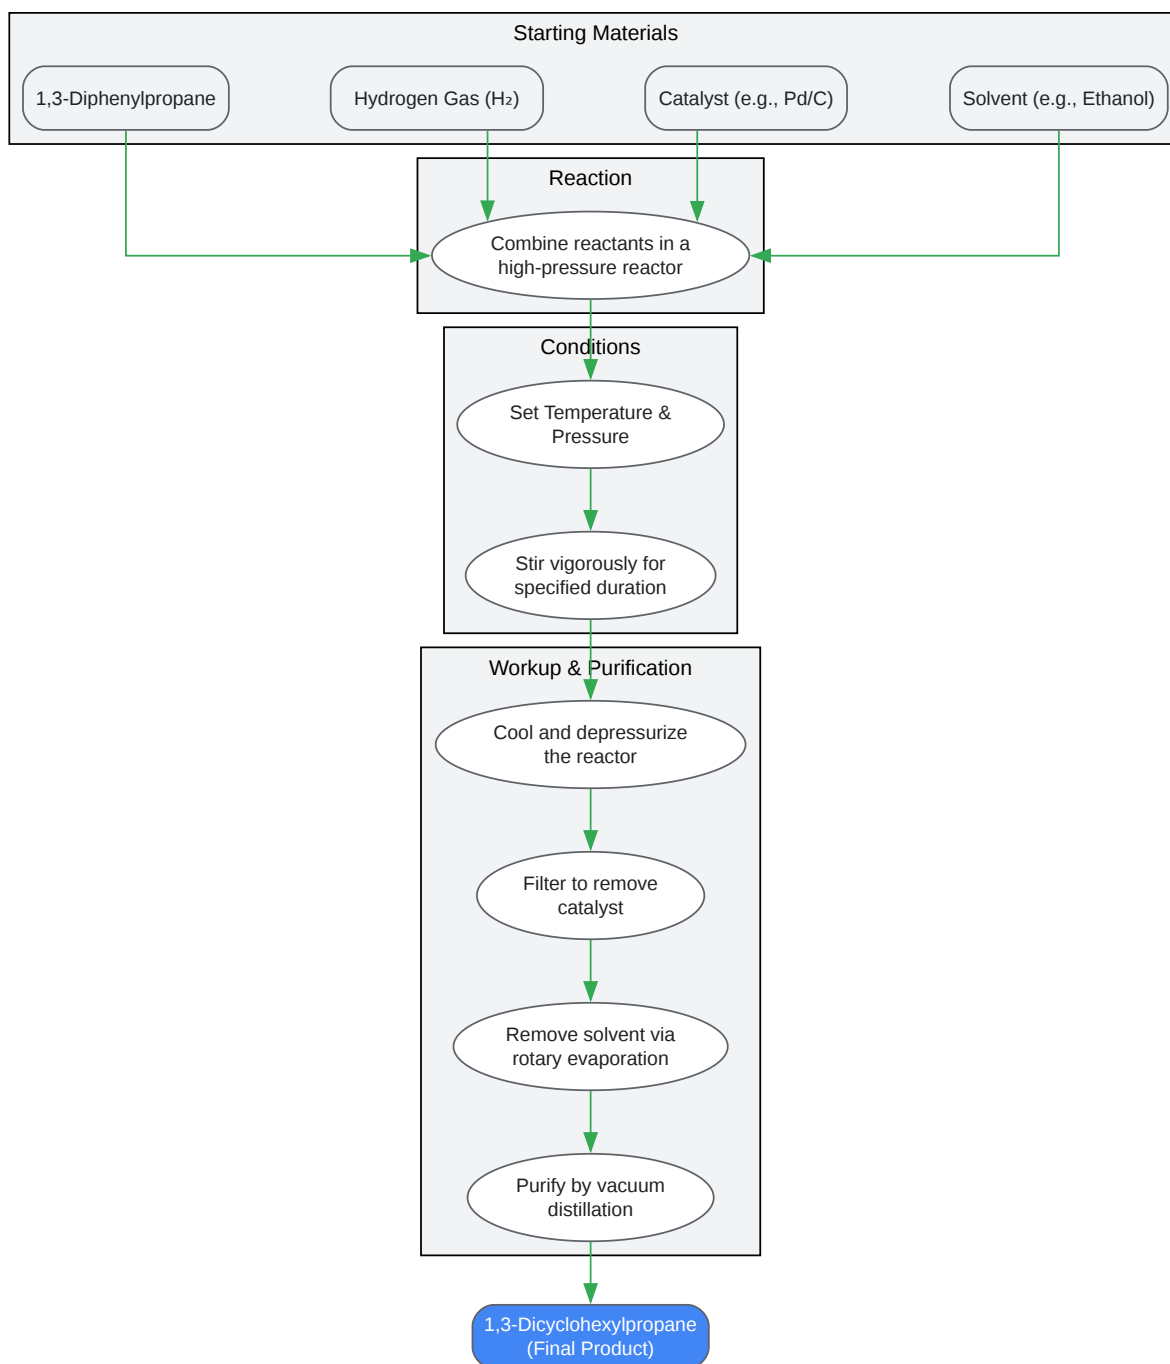 Starting Materials
1,3-Diphenylpropane
Hydrogen Gas (H₂)
Catalyst (e.g., Pd/C)
Solvent (e.g., Ethanol)
Reaction
Combine reactants in a
high-pressure reactor
Conditions
Set Temperature &
Pressure
Stir vigorously for
specified duration
Workup & Purification
Cool and depressurize
the reactor
Filter to remove
catalyst
Remove solvent via
rotary evaporation
Purify by vacuum
distillation
1,3-Dicyclohexylpropane
(Final Product)